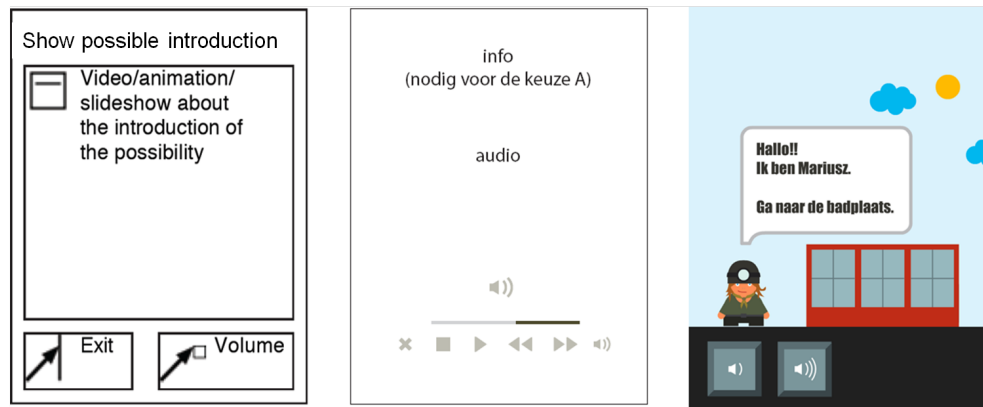 Show possible introduction
Video/animation/
slideshow about
the introduction of
the possibility
Exit
Volume
info
(nodig voor de keuze A)
audio
Hallo!!
Ik ben Mariusz.
Ga naar de badplaats.